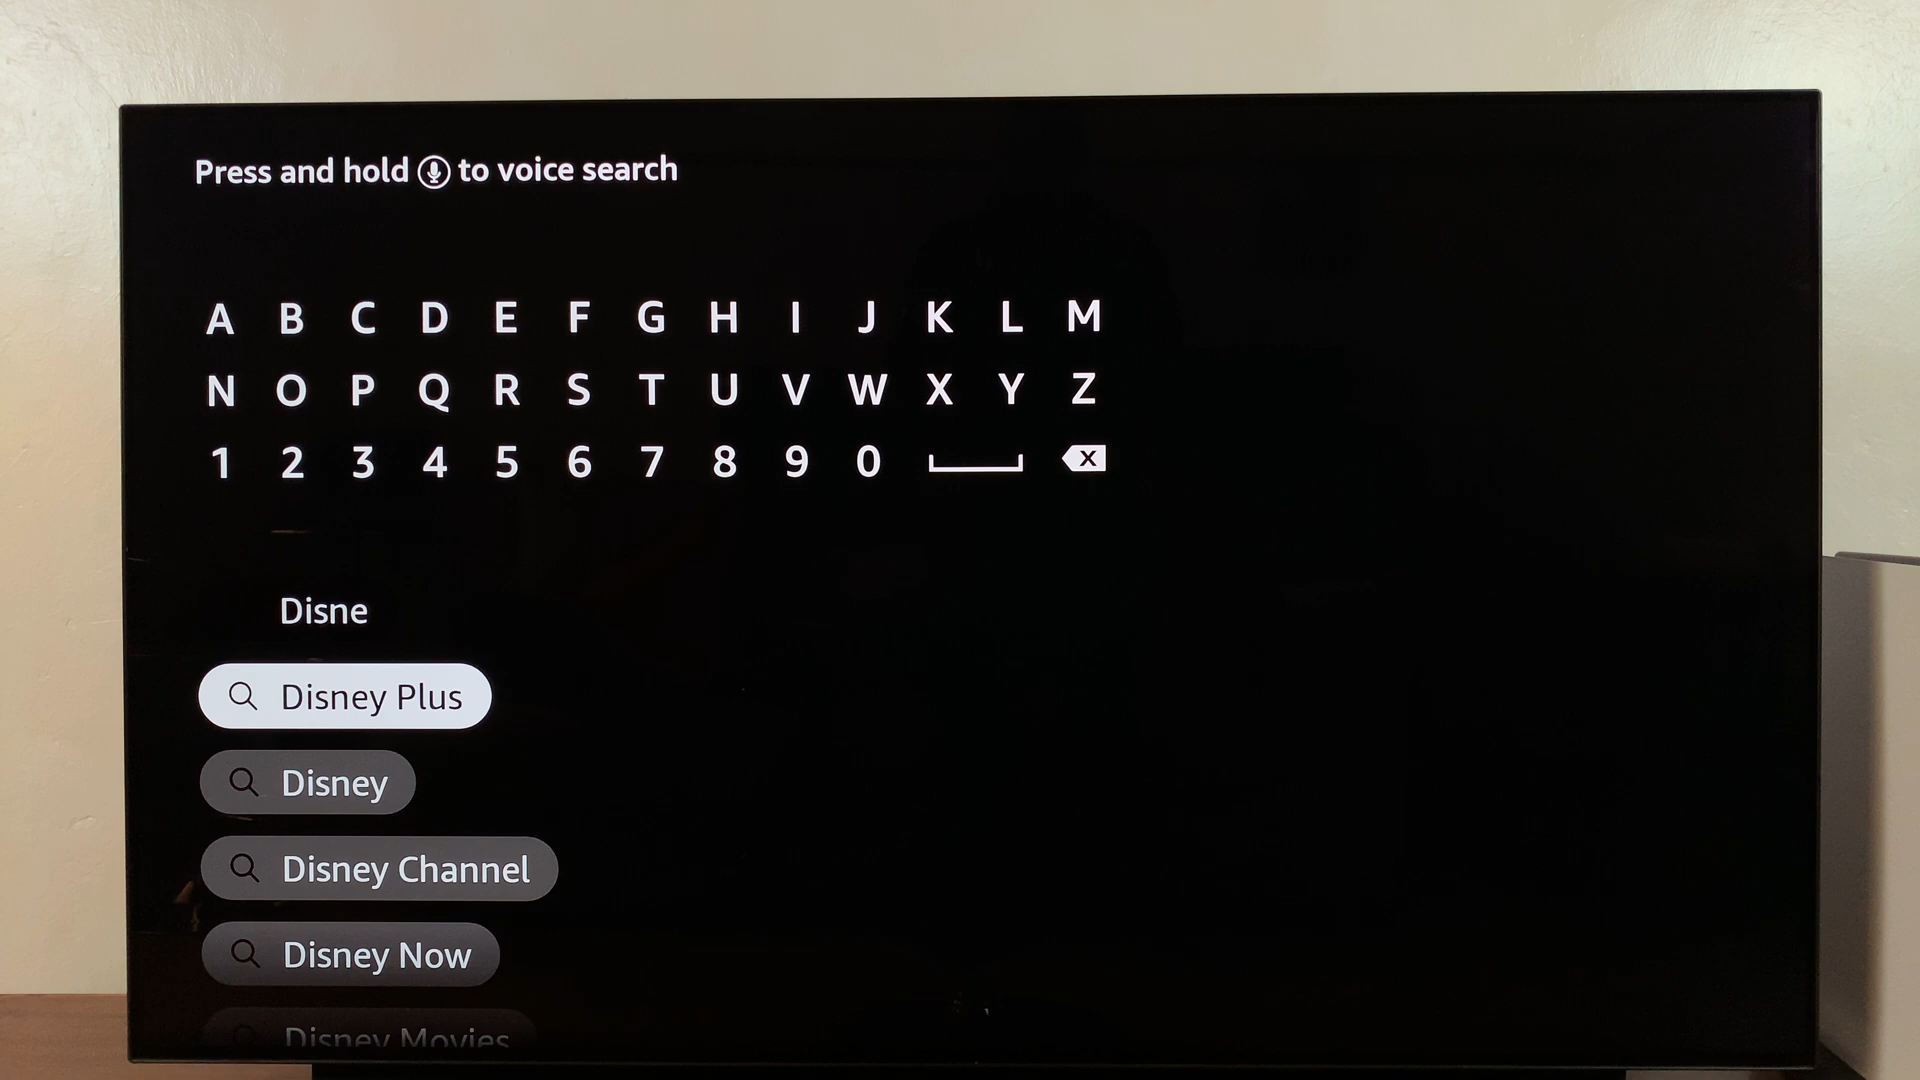 Press and hold to voice search
A B C D E F G H I J K L M
N O P Q R S T U V W X Y Z
1 2 3 4 5 6 7 8 9 0
Disne
Disney Plus
Disney
Disney Channel
Disney Now
Disney Movies